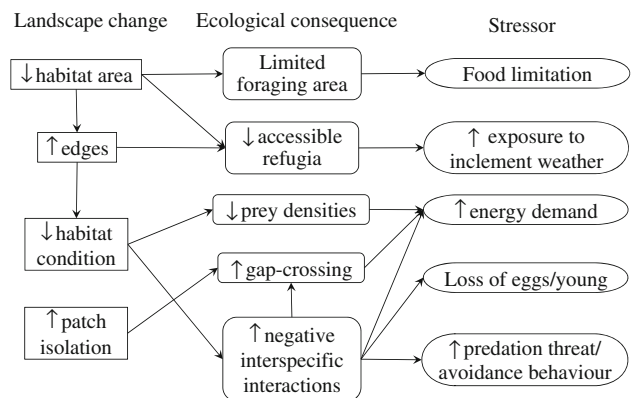 Landscape change
Ecological consequence
Stressor
↓ habitat area
Limited
foraging area
Food limitation
↑ edges
↓ accessible
refugia
↑ exposure to
inclement weather
↓ habitat
condition
↓ prey densities
↑ energy demand
↑ gap-crossing
Loss of eggs/young
↑ patch
isolation
↑ negative
interspecific
interactions
↑ predation threat/
avoidance behaviour